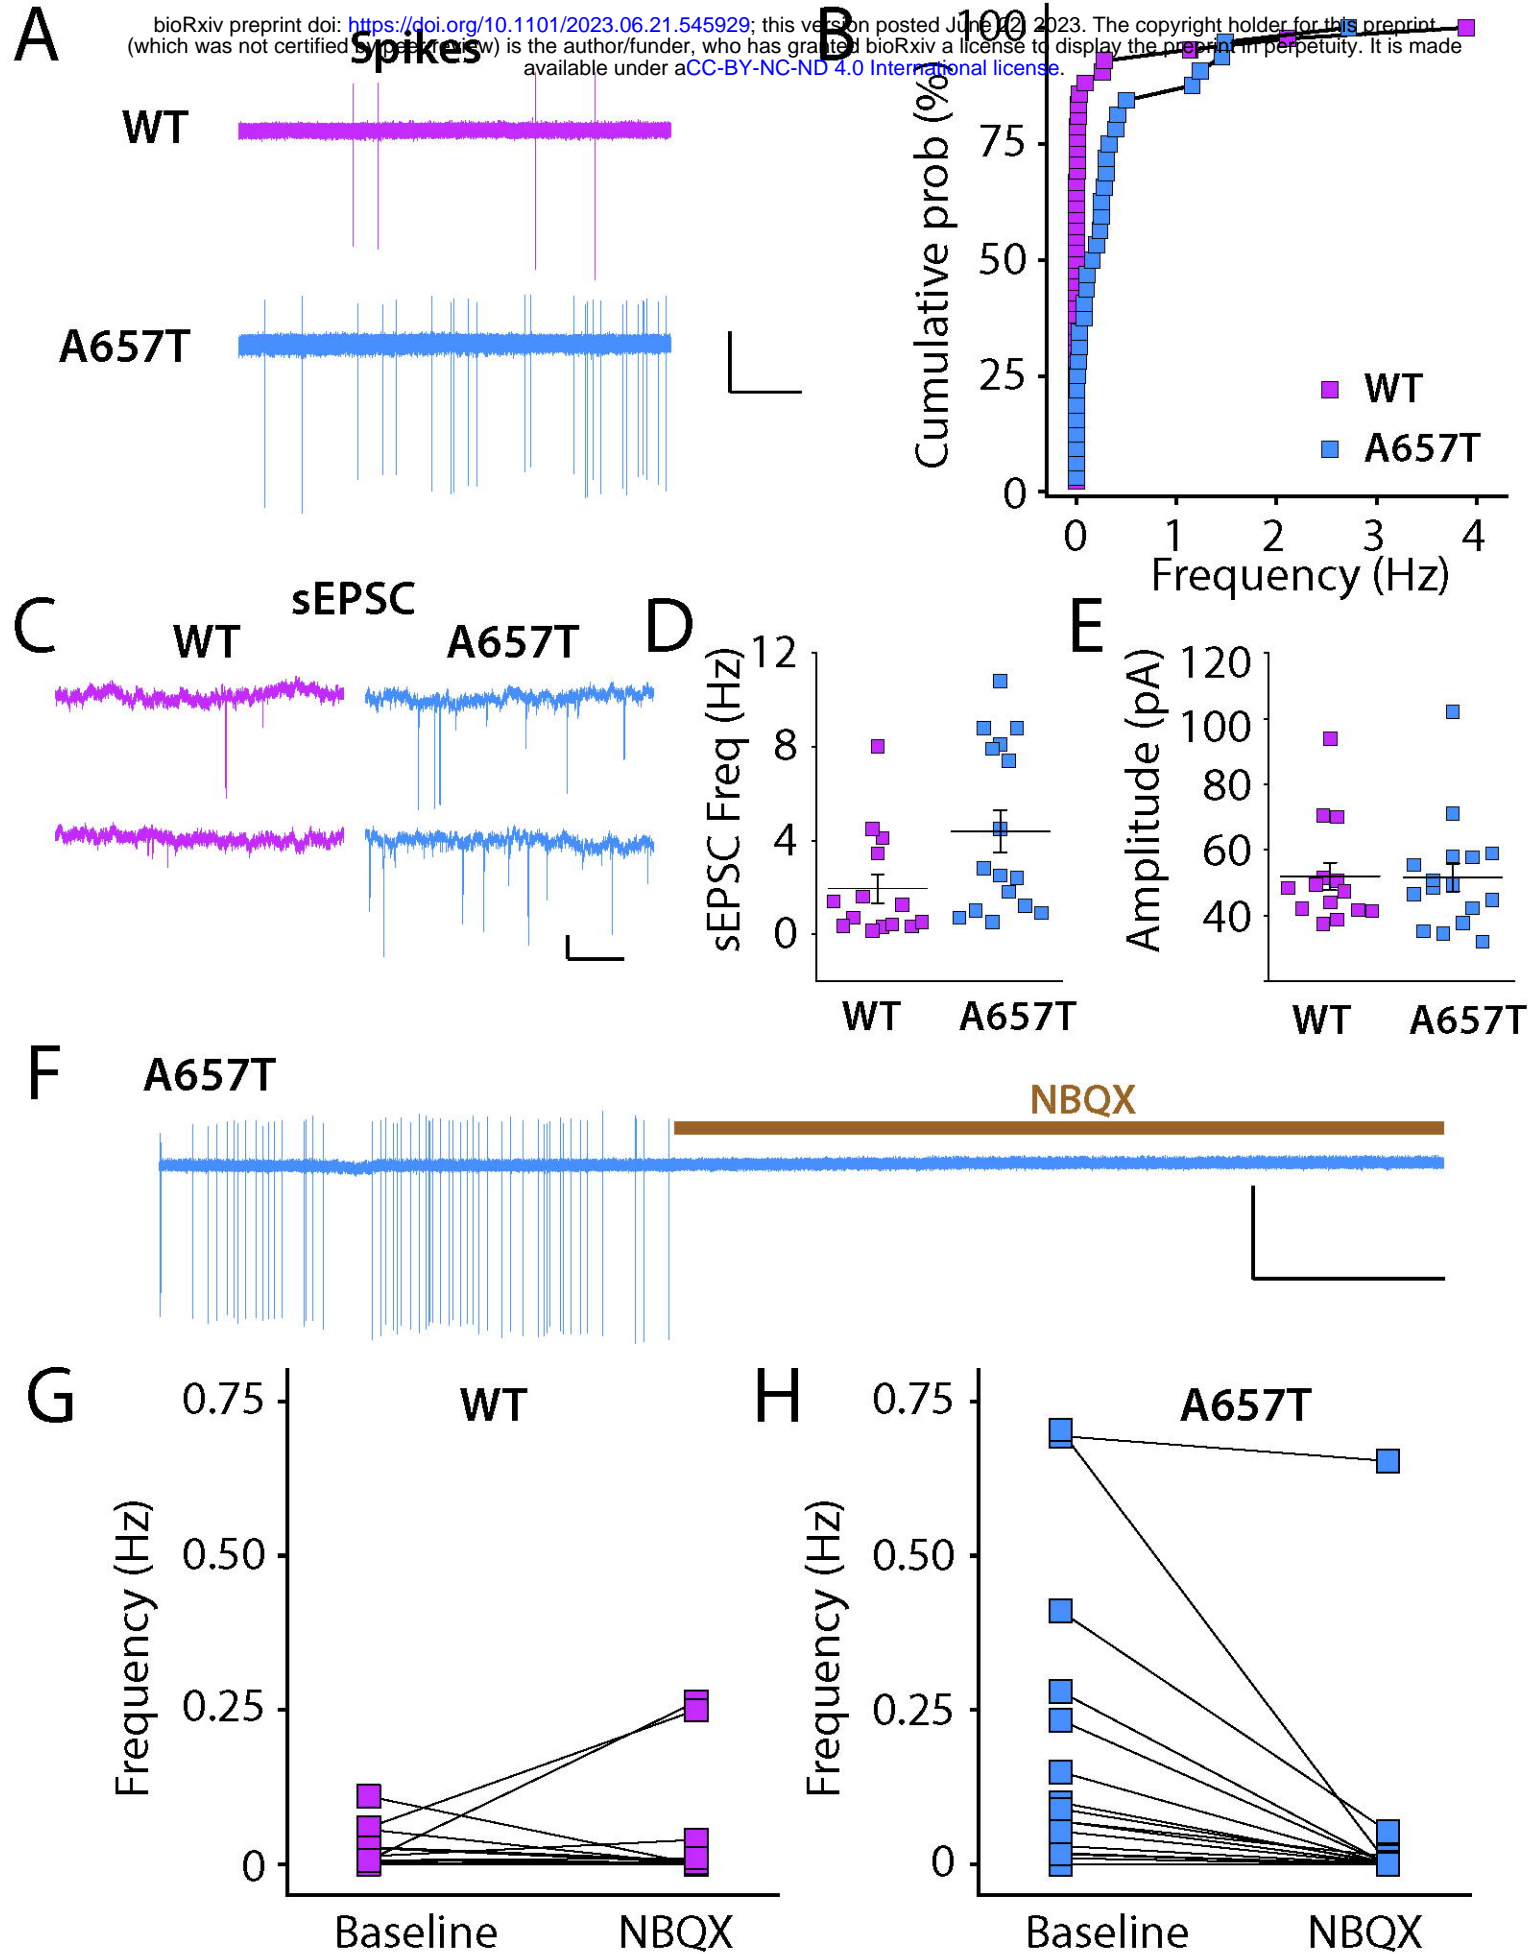 bioRxiv preprint doi: https://doi.org/10.1101/2023.06.21.545929; this version posted June 22, 2023. The copyright holder for this preprint
(which was not certified by peer review) is the author/funder, who has granted bioRxiv a license to display the preprint in perpetuity. It is made
available under aCC-BY-NC-ND 4.0 International license.
A
Spikes
WT
A657T
B
Cumulative prob (%)
100
75
50
25
0
WT
A657T
0 1 2 3 4
Frequency (Hz)
C
sEPSC
WT A657T
D
sEPSC Freq (Hz)
12
8
4
0
WT A657T
E
Amplitude (pA)
120
100
80
60
40
WT A657T
F
A657T
NBQX
G
WT
Frequency (Hz)
0.75
0.50
0.25
0
Baseline NBQX
H
A657T
Frequency (Hz)
0.75
0.50
0.25
0
Baseline NBQX